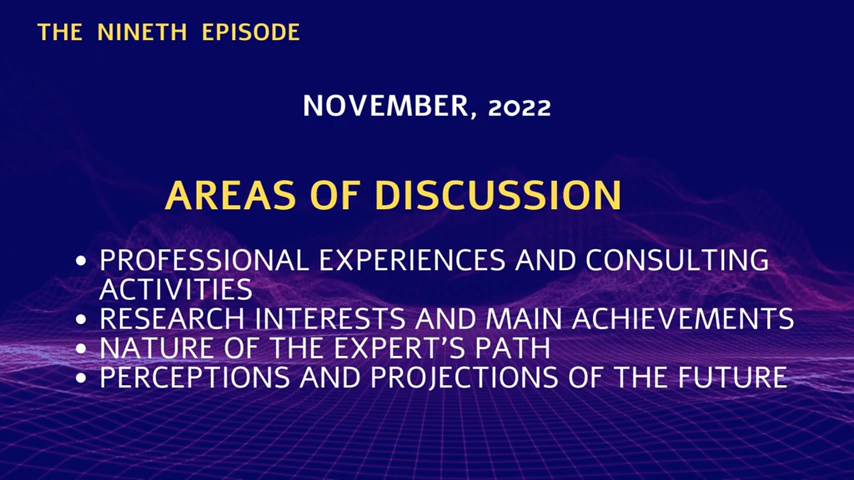 THE NINETH EPISODE
NOVEMBER, 2022
AREAS OF DISCUSSION
• PROFESSIONAL EXPERIENCES AND CONSULTING
ACTIVITIES
• RESEARCH INTERESTS AND MAIN ACHIEVEMENTS
• NATURE OF THE EXPERT’S PATH
• PERCEPTIONS AND PROJECTIONS OF THE FUTURE